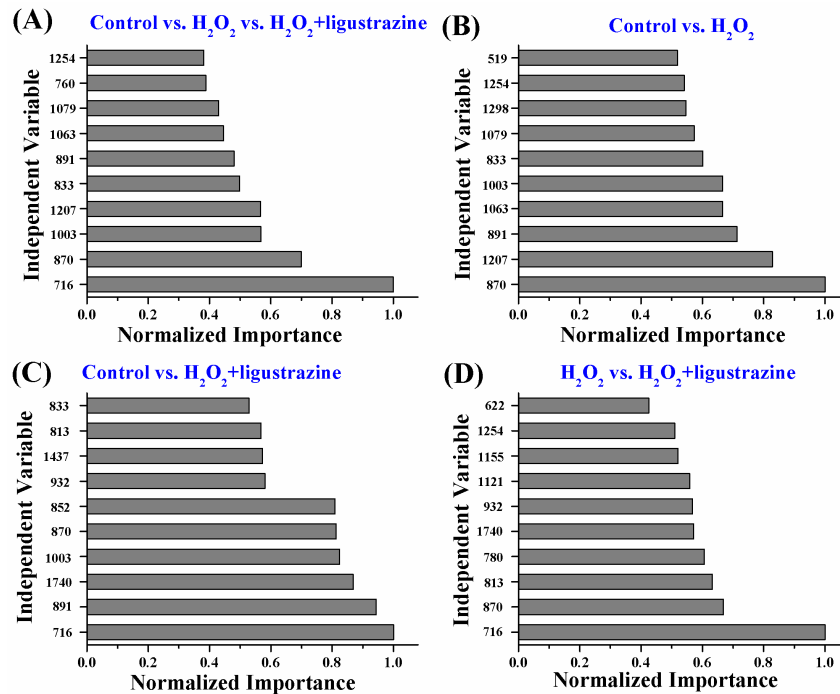 (A) Control vs. H₂O₂ vs. H₂O₂+ligustrazine
Independent Variable
1254
760
1079
1063
891
833
1207
1003
870
716
0.0 0.2 0.4 0.6 0.8 1.0
Normalized Importance
(B) Control vs. H₂O₂
Independent Variable
519
1254
1298
1079
833
1003
1063
891
1207
870
0.0 0.2 0.4 0.6 0.8 1.0
Normalized Importance
(C) Control vs. H₂O₂+ligustrazine
Independent Variable
833
813
1437
932
852
870
1003
1740
891
716
0.0 0.2 0.4 0.6 0.8 1.0
Normalized Importance
(D) H₂O₂ vs. H₂O₂+ligustrazine
Independent Variable
622
1254
1155
1121
932
1740
780
813
870
716
0.0 0.2 0.4 0.6 0.8 1.0
Normalized Importance